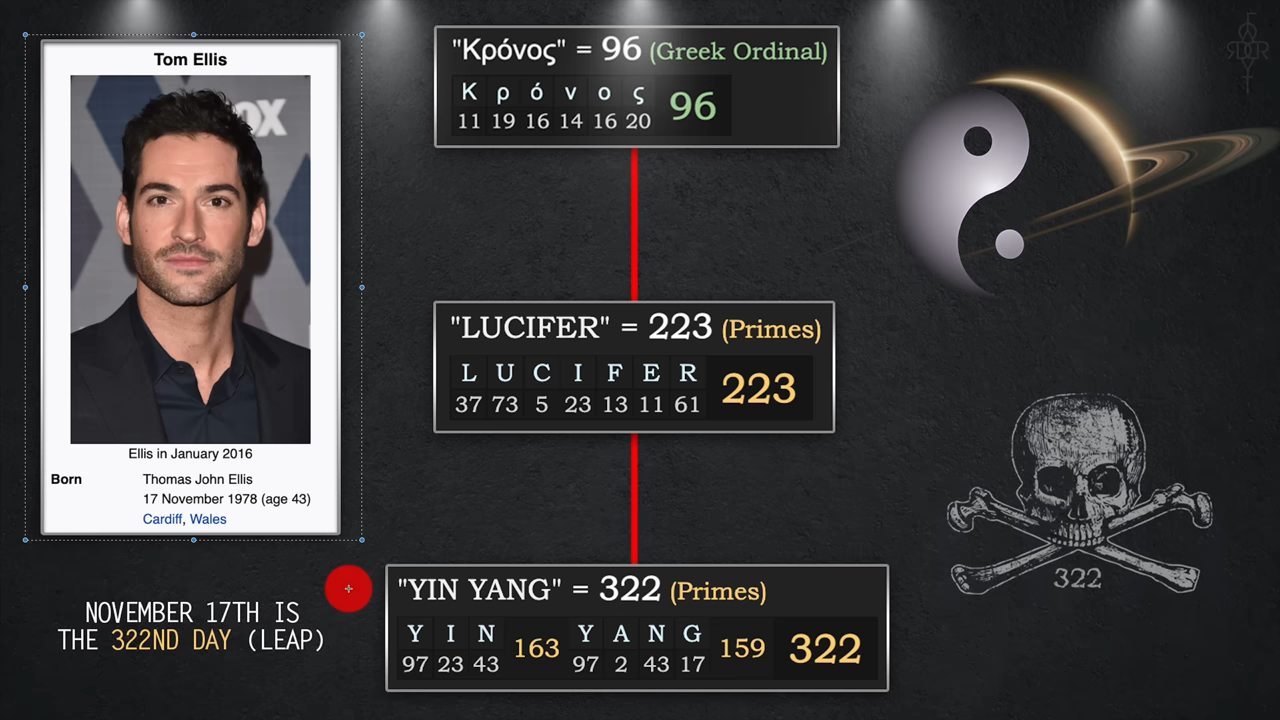 Tom Ellis
OX
Ellis in January 2016
Born Thomas John Ellis
17 November 1978 (age 43)
Cardiff, Wales
NOVEMBER 17TH IS
THE 322ND DAY (LEAP)
"Κρόνος" = 96 (Greek Ordinal)
Κ ρ ό ν ο ς 96
11 19 16 14 16 20
"LUCIFER" = 223 (Primes)
L U C I F E R 223
37 73 5 23 13 11 61
"YIN YANG" = 322 (Primes)
Y I N 163 Y A N G 159 322
97 23 43 97 2 43 17
322